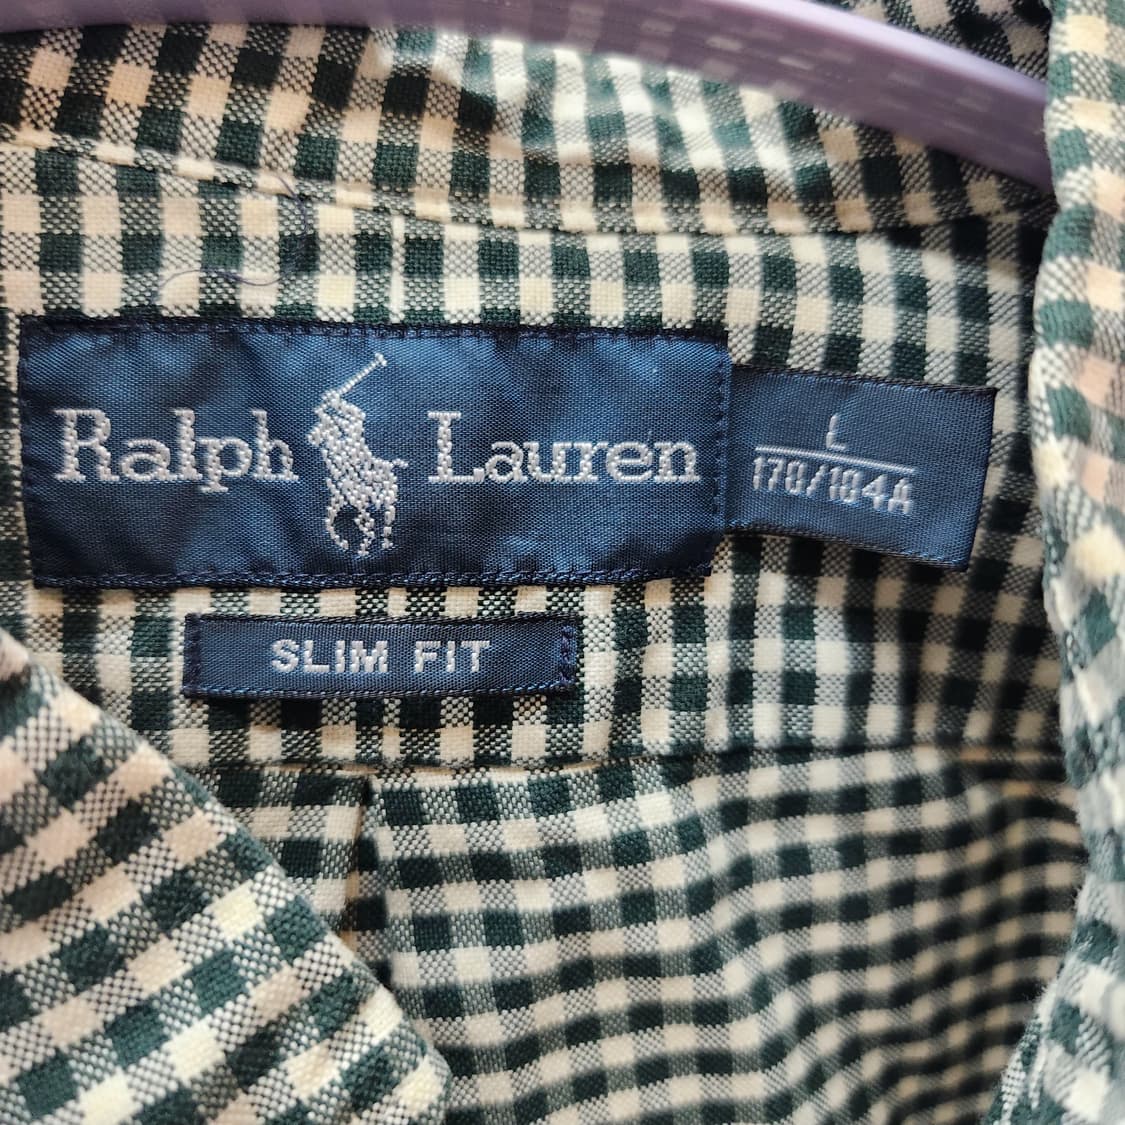 Ralph Lauren
L
178/104A
SLIM FIT